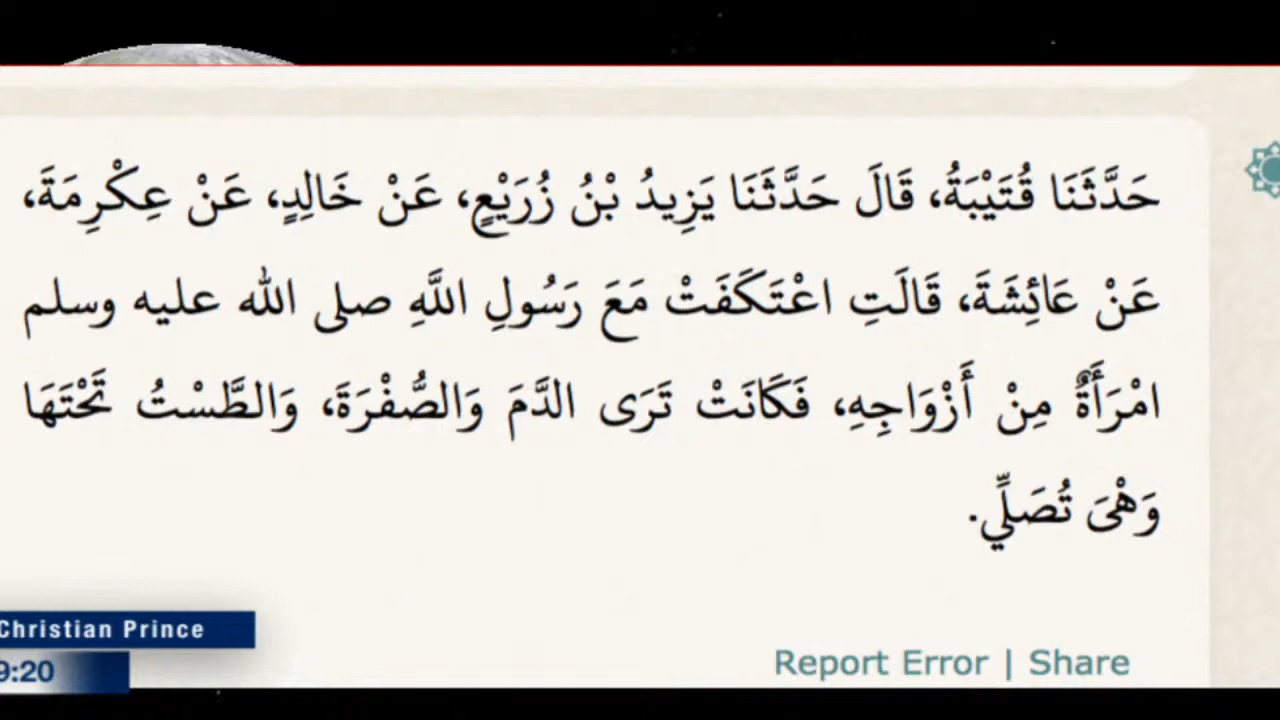 حَدَّثَنَا قُتَيْبَةُ، قَالَ حَدَّثَنَا يَزِيدُ بْنُ زُرَيْعٍ، عَنْ خَالِدٍ، عَنْ عِكْرِمَةَ،
عَنْ عَائِشَةَ، قَالَتِ اعْتَكَفَتْ مَعَ رَسُولِ اللَّهِ صلى الله عليه وسلم
امْرَأَةٌ مِنْ أَزْوَاجِهِ، فَكَانَتْ تَرَى الدَّمَ وَالصُّفْرَةَ، وَالطَّسْتُ تَحْتَهَا
وَهْىَ تُصَلِّي.
Christian Prince
9:20
Report Error | Share